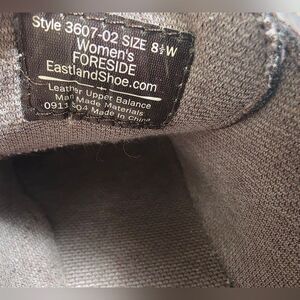 Style 3607-02 SIZE 8½W
Women's
FORESIDE
EastlandShoe.com
Leather Upper Balance
Man Made Materials
Made In China